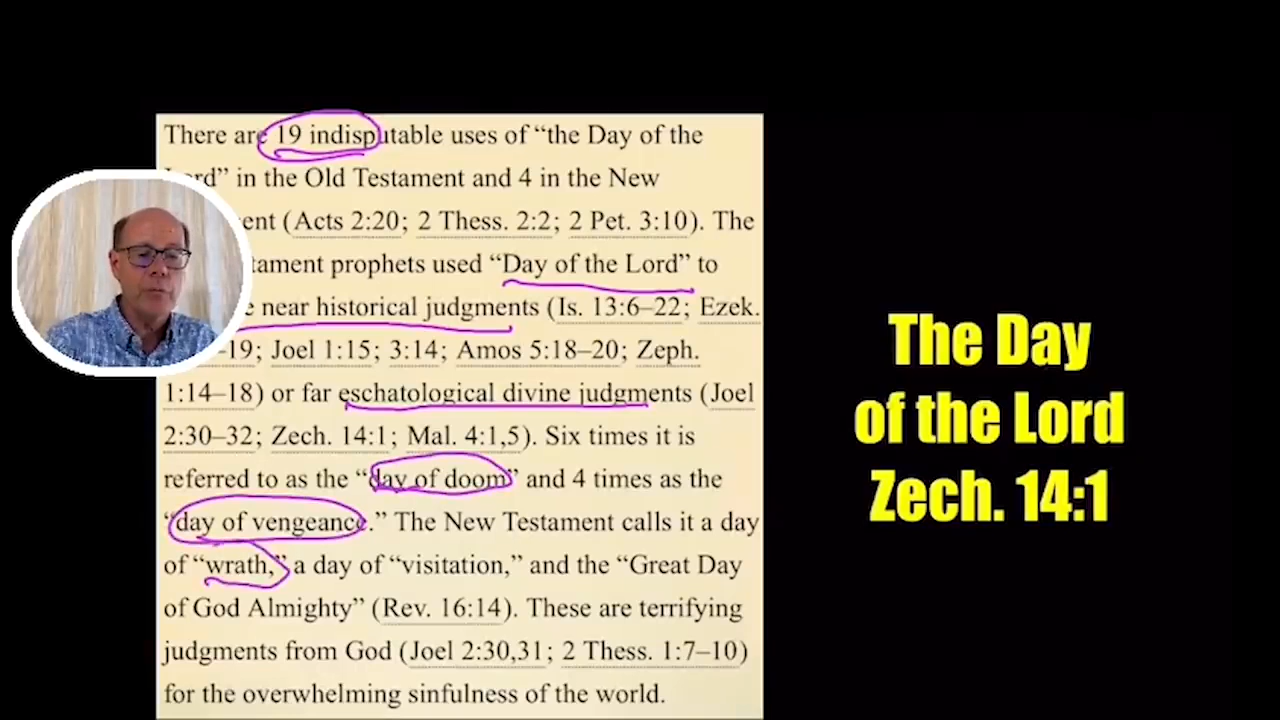 There are 19 indisputable uses of “the Day of the
Lord” in the Old Testament and 4 in the New
ent (Acts 2:20; 2 Thess. 2:2; 2 Pet. 3:10). The
tament prophets used “Day of the Lord” to
e near historical judgments (Is. 13:6–22; Ezek.
–19; Joel 1:15; 3:14; Amos 5:18–20; Zeph.
1:14–18) or far eschatological divine judgments (Joel
2:30–32; Zech. 14:1; Mal. 4:1,5). Six times it is
referred to as the “day of doom” and 4 times as the
“day of vengeance.” The New Testament calls it a day
of “wrath,” a day of “visitation,” and the “Great Day
of God Almighty” (Rev. 16:14). These are terrifying
judgments from God (Joel 2:30,31; 2 Thess. 1:7–10)
for the overwhelming sinfulness of the world.
The Day
of the Lord
Zech. 14:1